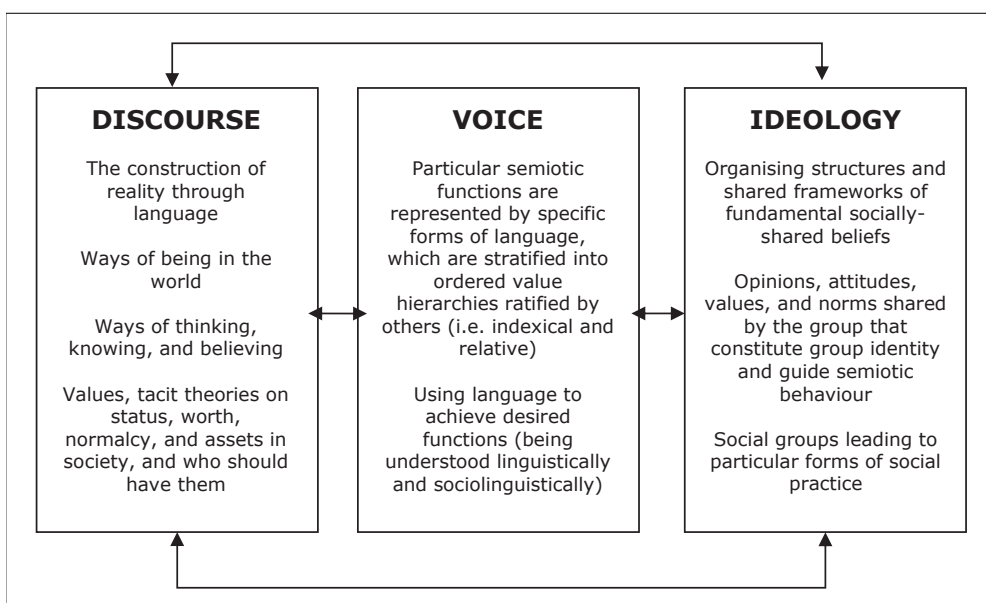 DISCOURSE
The construction of
reality through
language
Ways of being in the
world
Ways of thinking,
knowing, and believing
Values, tacit theories on
status, worth,
normalcy, and assets in
society, and who should
have them
VOICE
Particular semiotic
functions are
represented by specific
forms of language,
which are stratified into
ordered value
hierarchies ratified by
others (i.e. indexical and
relative)
Using language to
achieve desired
functions (being
understood linguistically
and sociolinguistically)
IDEOLOGY
Organising structures and
shared frameworks of
fundamental socially-
shared beliefs
Opinions, attitudes,
values, and norms shared
by the group that
constitute group identity
and guide semiotic
behaviour
Social groups leading to
particular forms of social
practice